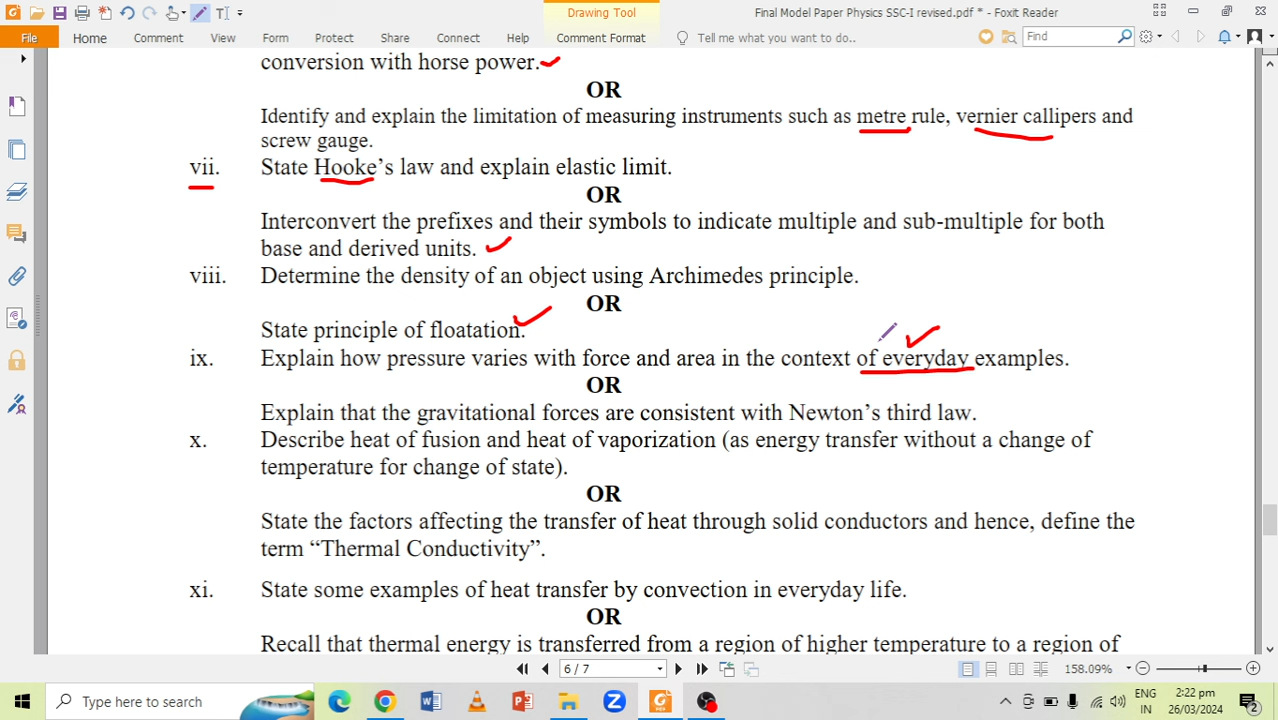 Drawing Tool
Final Model Paper Physics SSC-I revised.pdf * - Foxit Reader
File Home Comment View Form Protect Share Connect Help Comment Format Tell me what you want to do.. Find
conversion with horse power.
OR
Identify and explain the limitation of measuring instruments such as metre rule, vernier callipers and
screw gauge.
vii. State Hooke’s law and explain elastic limit.
OR
Interconvert the prefixes and their symbols to indicate multiple and sub-multiple for both
base and derived units.
viii. Determine the density of an object using Archimedes principle.
OR
State principle of floatation.
ix. Explain how pressure varies with force and area in the context of everyday examples.
OR
Explain that the gravitational forces are consistent with Newton’s third law.
x. Describe heat of fusion and heat of vaporization (as energy transfer without a change of
temperature for change of state).
OR
State the factors affecting the transfer of heat through solid conductors and hence, define the
term “Thermal Conductivity”.
xi. State some examples of heat transfer by convection in everyday life.
OR
Recall that thermal energy is transferred from a region of higher temperature to a region of
6 / 7 158.09%
Type here to search
ENG 2:22 pm
IN 26/03/2024 2